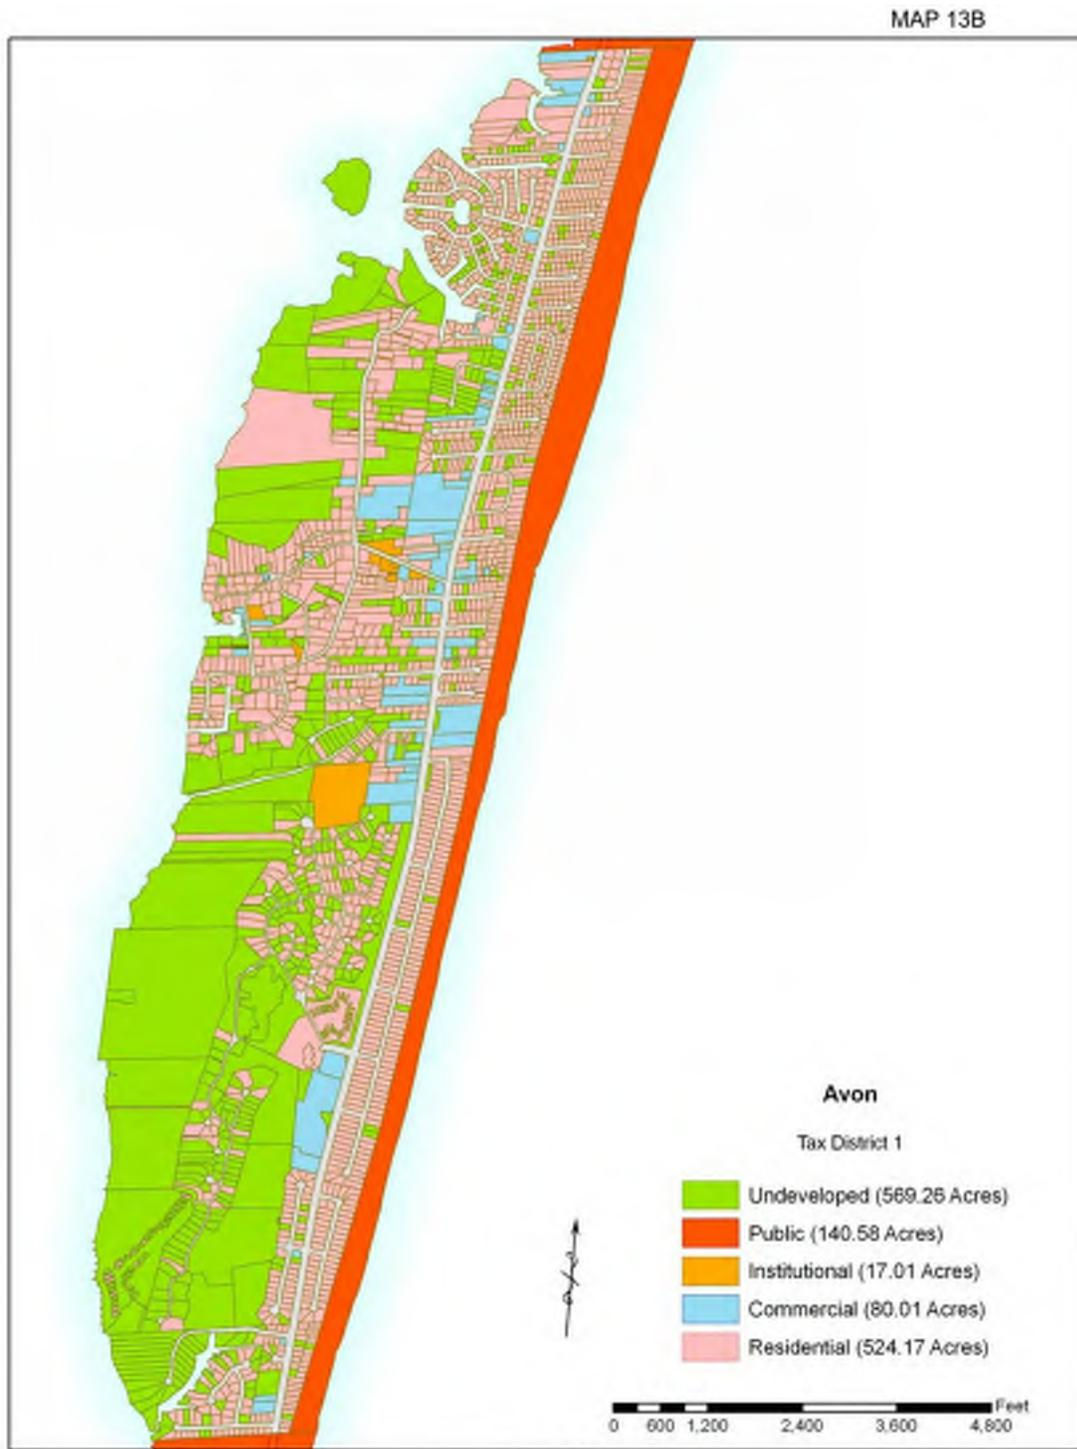 MAP 13B
Avon
Tax District 1
Undeveloped (569.26 Acres)
Public (140.58 Acres)
Institutional (17.01 Acres)
Commercial (80.01 Acres)
Residential (524.17 Acres)
Feet
0 600 1,200 2,400 3,600 4,800